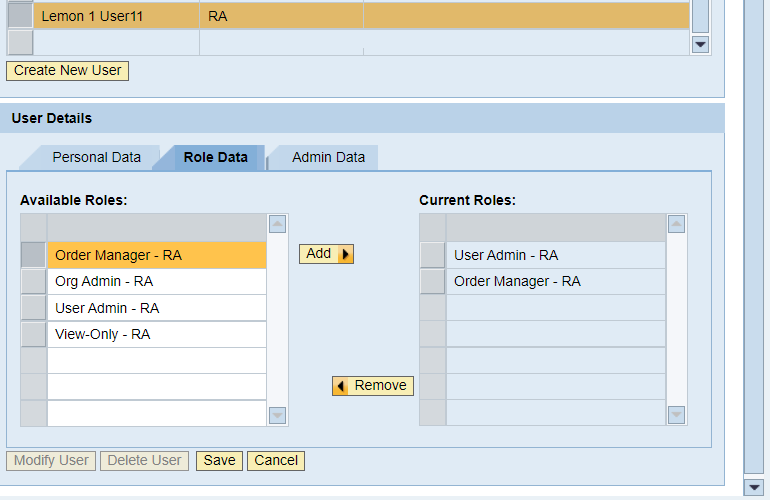 Lemon 1 User11 RA
Create New User
User Details
Personal Data Role Data Admin Data
Available Roles: Current Roles:
Order Manager - RA Add User Admin - RA
Org Admin - RA Order Manager - RA
User Admin - RA
View-Only - RA
Remove
Modify User Delete User Save Cancel